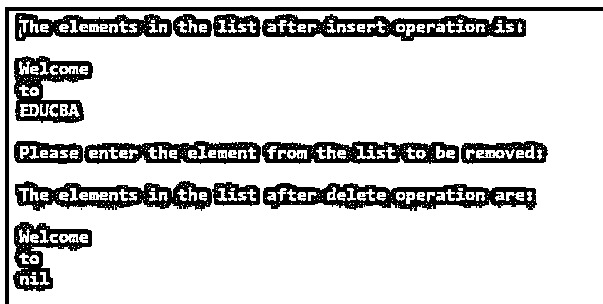 The elements in the list after insert operation is:
Welcome
to
EDUCBA
Please enter the element from the list to be removed:
The elements in the list after delete operation are:
Welcome
to
nil